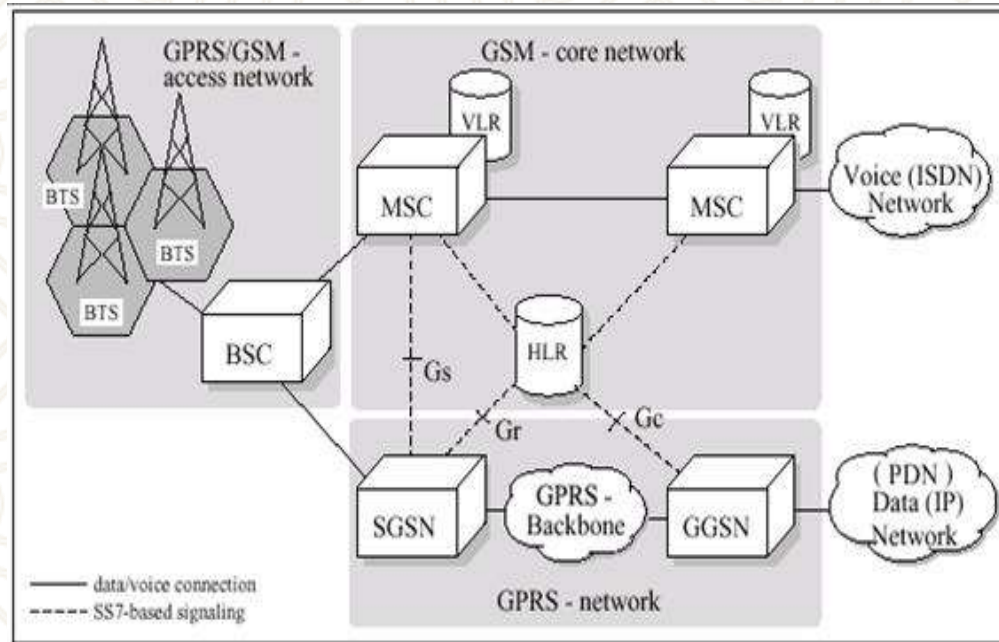 GPRS/GSM -
access network
BTS
BTS
BTS
BSC
GSM - core network
VLR
MSC
VLR
MSC
Voice (ISDN)
Network
HLR
Gs
Gr
Gc
SGSN
GPRS -
Backbone
GGSN
( PDN )
Data (IP)
Network
GPRS - network
data/voice connection
SS7-based signaling